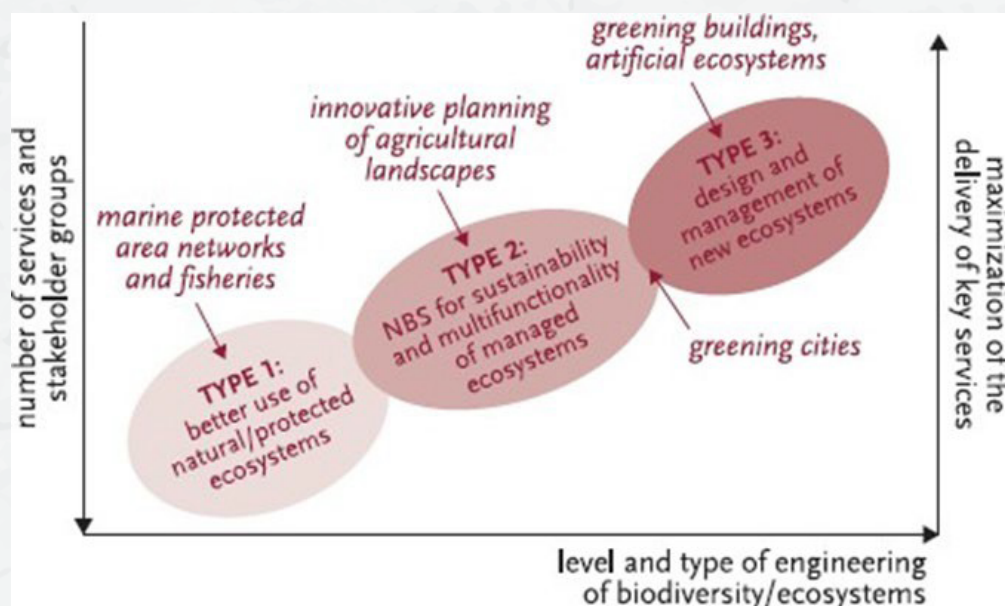 greening buildings,
artificial ecosystems
innovative planning
of agricultural
landscapes
marine protected
area networks
and fisheries
TYPE 3:
design and
management of
new ecosystems
TYPE 2:
NBS for sustainability
and multifunctionality
of managed
ecosystems
TYPE 1:
better use of
natural/protected
ecosystems
greening cities
number of services and
stakeholder groups
maximization of the
delivery of key services
level and type of engineering
of biodiversity/ecosystems